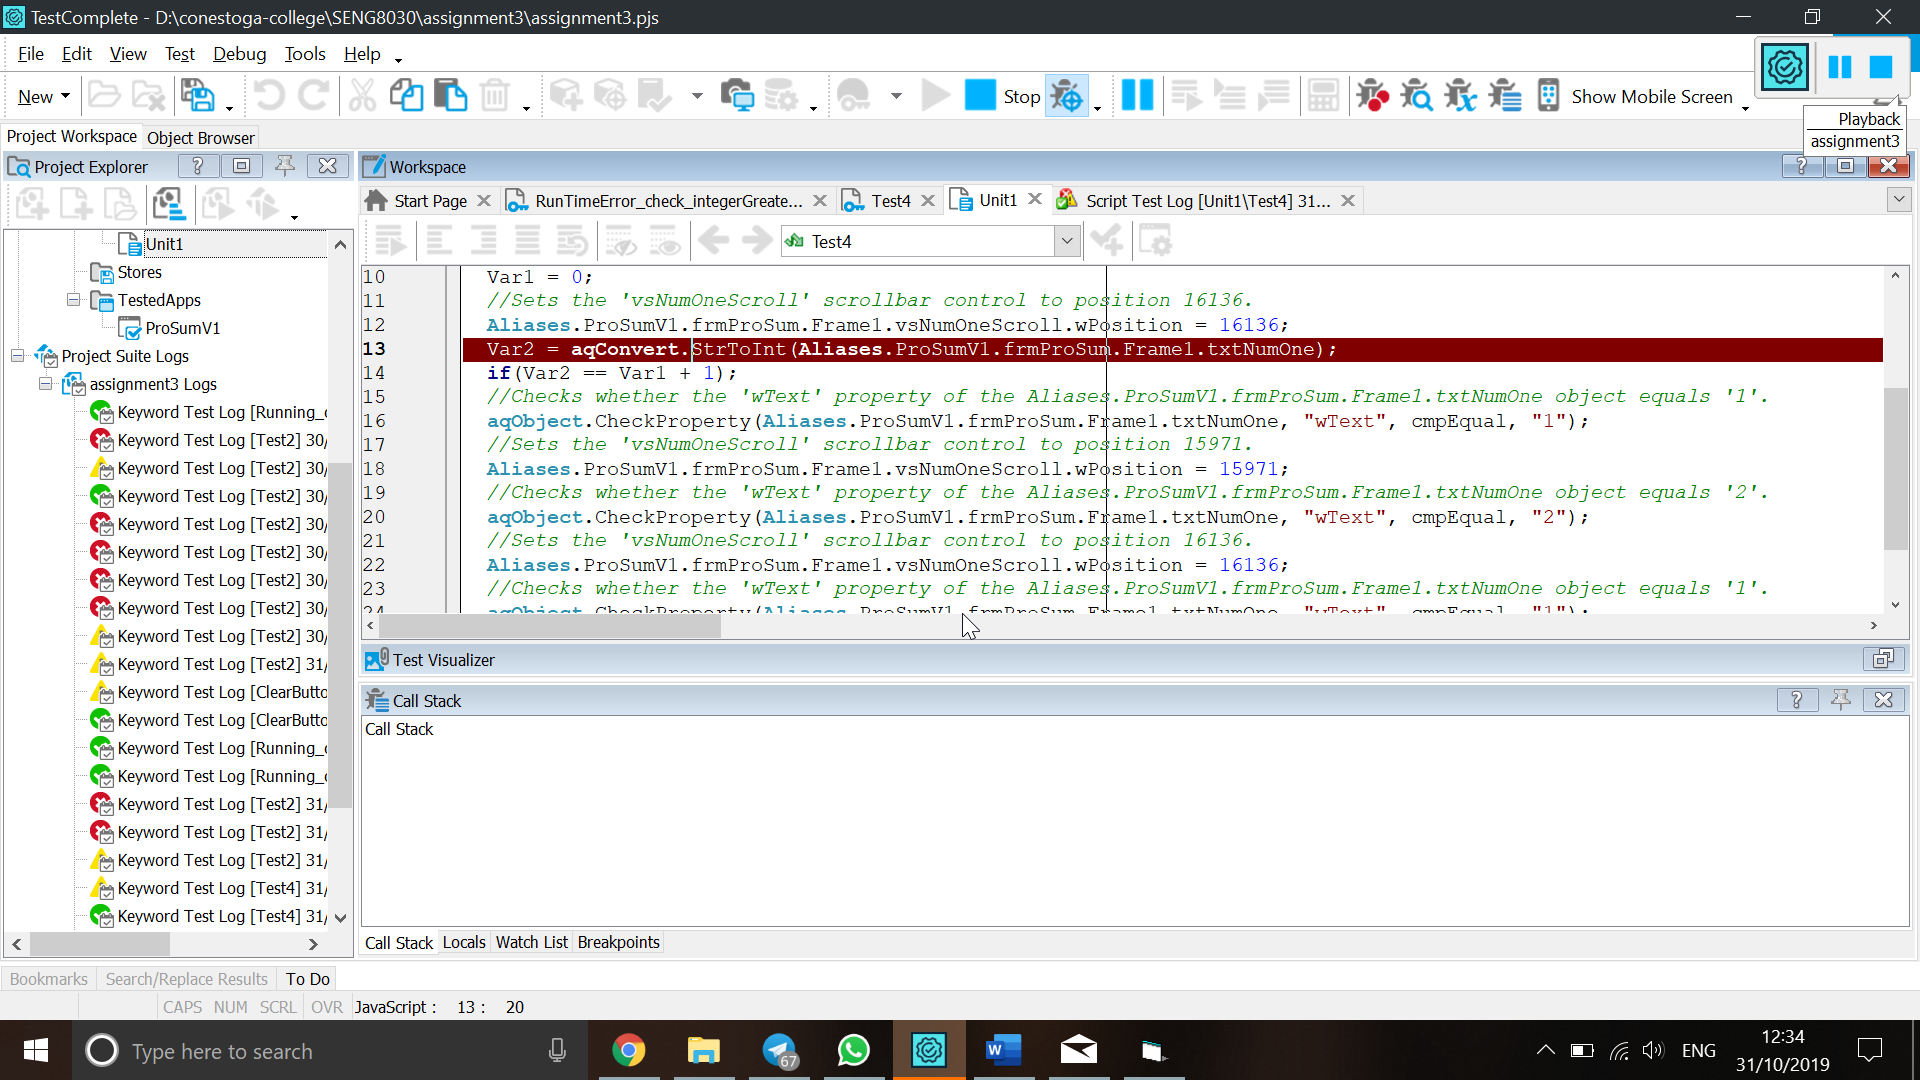 TestComplete - D:\conestoga-college\SENG8030\assignment3\assignment3.pjs
File Edit View Test Debug Tools Help
New Stop Show Mobile Screen
Playback
assignment3
Project Workspace Object Browser
Project Explorer
Workspace
Start Page RunTimeError_check_integerGreate... Test4 Unit1 Script Test Log [Unit1\Test4] 31...
Test4
Unit1
Stores
TestedApps
ProSumV1
Project Suite Logs
assignment3 Logs
Keyword Test Log [Running_
Keyword Test Log [Test2] 30/
Keyword Test Log [Test2] 30/
Keyword Test Log [Test2] 30/
Keyword Test Log [Test2] 30/
Keyword Test Log [Test2] 30/
Keyword Test Log [Test2] 30/
Keyword Test Log [Test2] 30/
Keyword Test Log [Test2] 30/
Keyword Test Log [Test2] 31/
Keyword Test Log [ClearButto
Keyword Test Log [ClearButto
Keyword Test Log [Running_
Keyword Test Log [Running_
Keyword Test Log [Test2] 31/
Keyword Test Log [Test2] 31/
Keyword Test Log [Test2] 31/
Keyword Test Log [Test4] 31/
Keyword Test Log [Test4] 31/
10 Var1 = 0;
11 //Sets the 'vsNumOneScroll' scrollbar control to position 16136.
12 Aliases.ProSumV1.frmProSum.Frame1.vsNumOneScroll.wPosition = 16136;
13 Var2 = aqConvert.StrToInt(Aliases.ProSumV1.frmProSum.Frame1.txtNumOne);
14 if(Var2 == Var1 + 1);
15 //Checks whether the 'wText' property of the Aliases.ProSumV1.frmProSum.Frame1.txtNumOne object equals '1'.
16 aqObject.CheckProperty(Aliases.ProSumV1.frmProSum.Frame1.txtNumOne, "wText", cmpEqual, "1");
17 //Sets the 'vsNumOneScroll' scrollbar control to position 15971.
18 Aliases.ProSumV1.frmProSum.Frame1.vsNumOneScroll.wPosition = 15971;
19 //Checks whether the 'wText' property of the Aliases.ProSumV1.frmProSum.Frame1.txtNumOne object equals '2'.
20 aqObject.CheckProperty(Aliases.ProSumV1.frmProSum.Frame1.txtNumOne, "wText", cmpEqual, "2");
21 //Sets the 'vsNumOneScroll' scrollbar control to position 16136.
22 Aliases.ProSumV1.frmProSum.Frame1.vsNumOneScroll.wPosition = 16136;
23 //Checks whether the 'wText' property of the Aliases.ProSumV1.frmProSum.Frame1.txtNumOne object equals '1'.
24 aqObject.CheckProperty(Aliases.ProSumV1.frmProSum.Frame1.txtNumOne, "wText", cmpEqual, "1");
Test Visualizer
Call Stack
Call Stack
Call Stack Locals Watch List Breakpoints
Bookmarks Search/Replace Results To Do
CAPS NUM SCRL OVR JavaScript : 13 : 20
Type here to search
67
W
ENG
12:34
31/10/2019